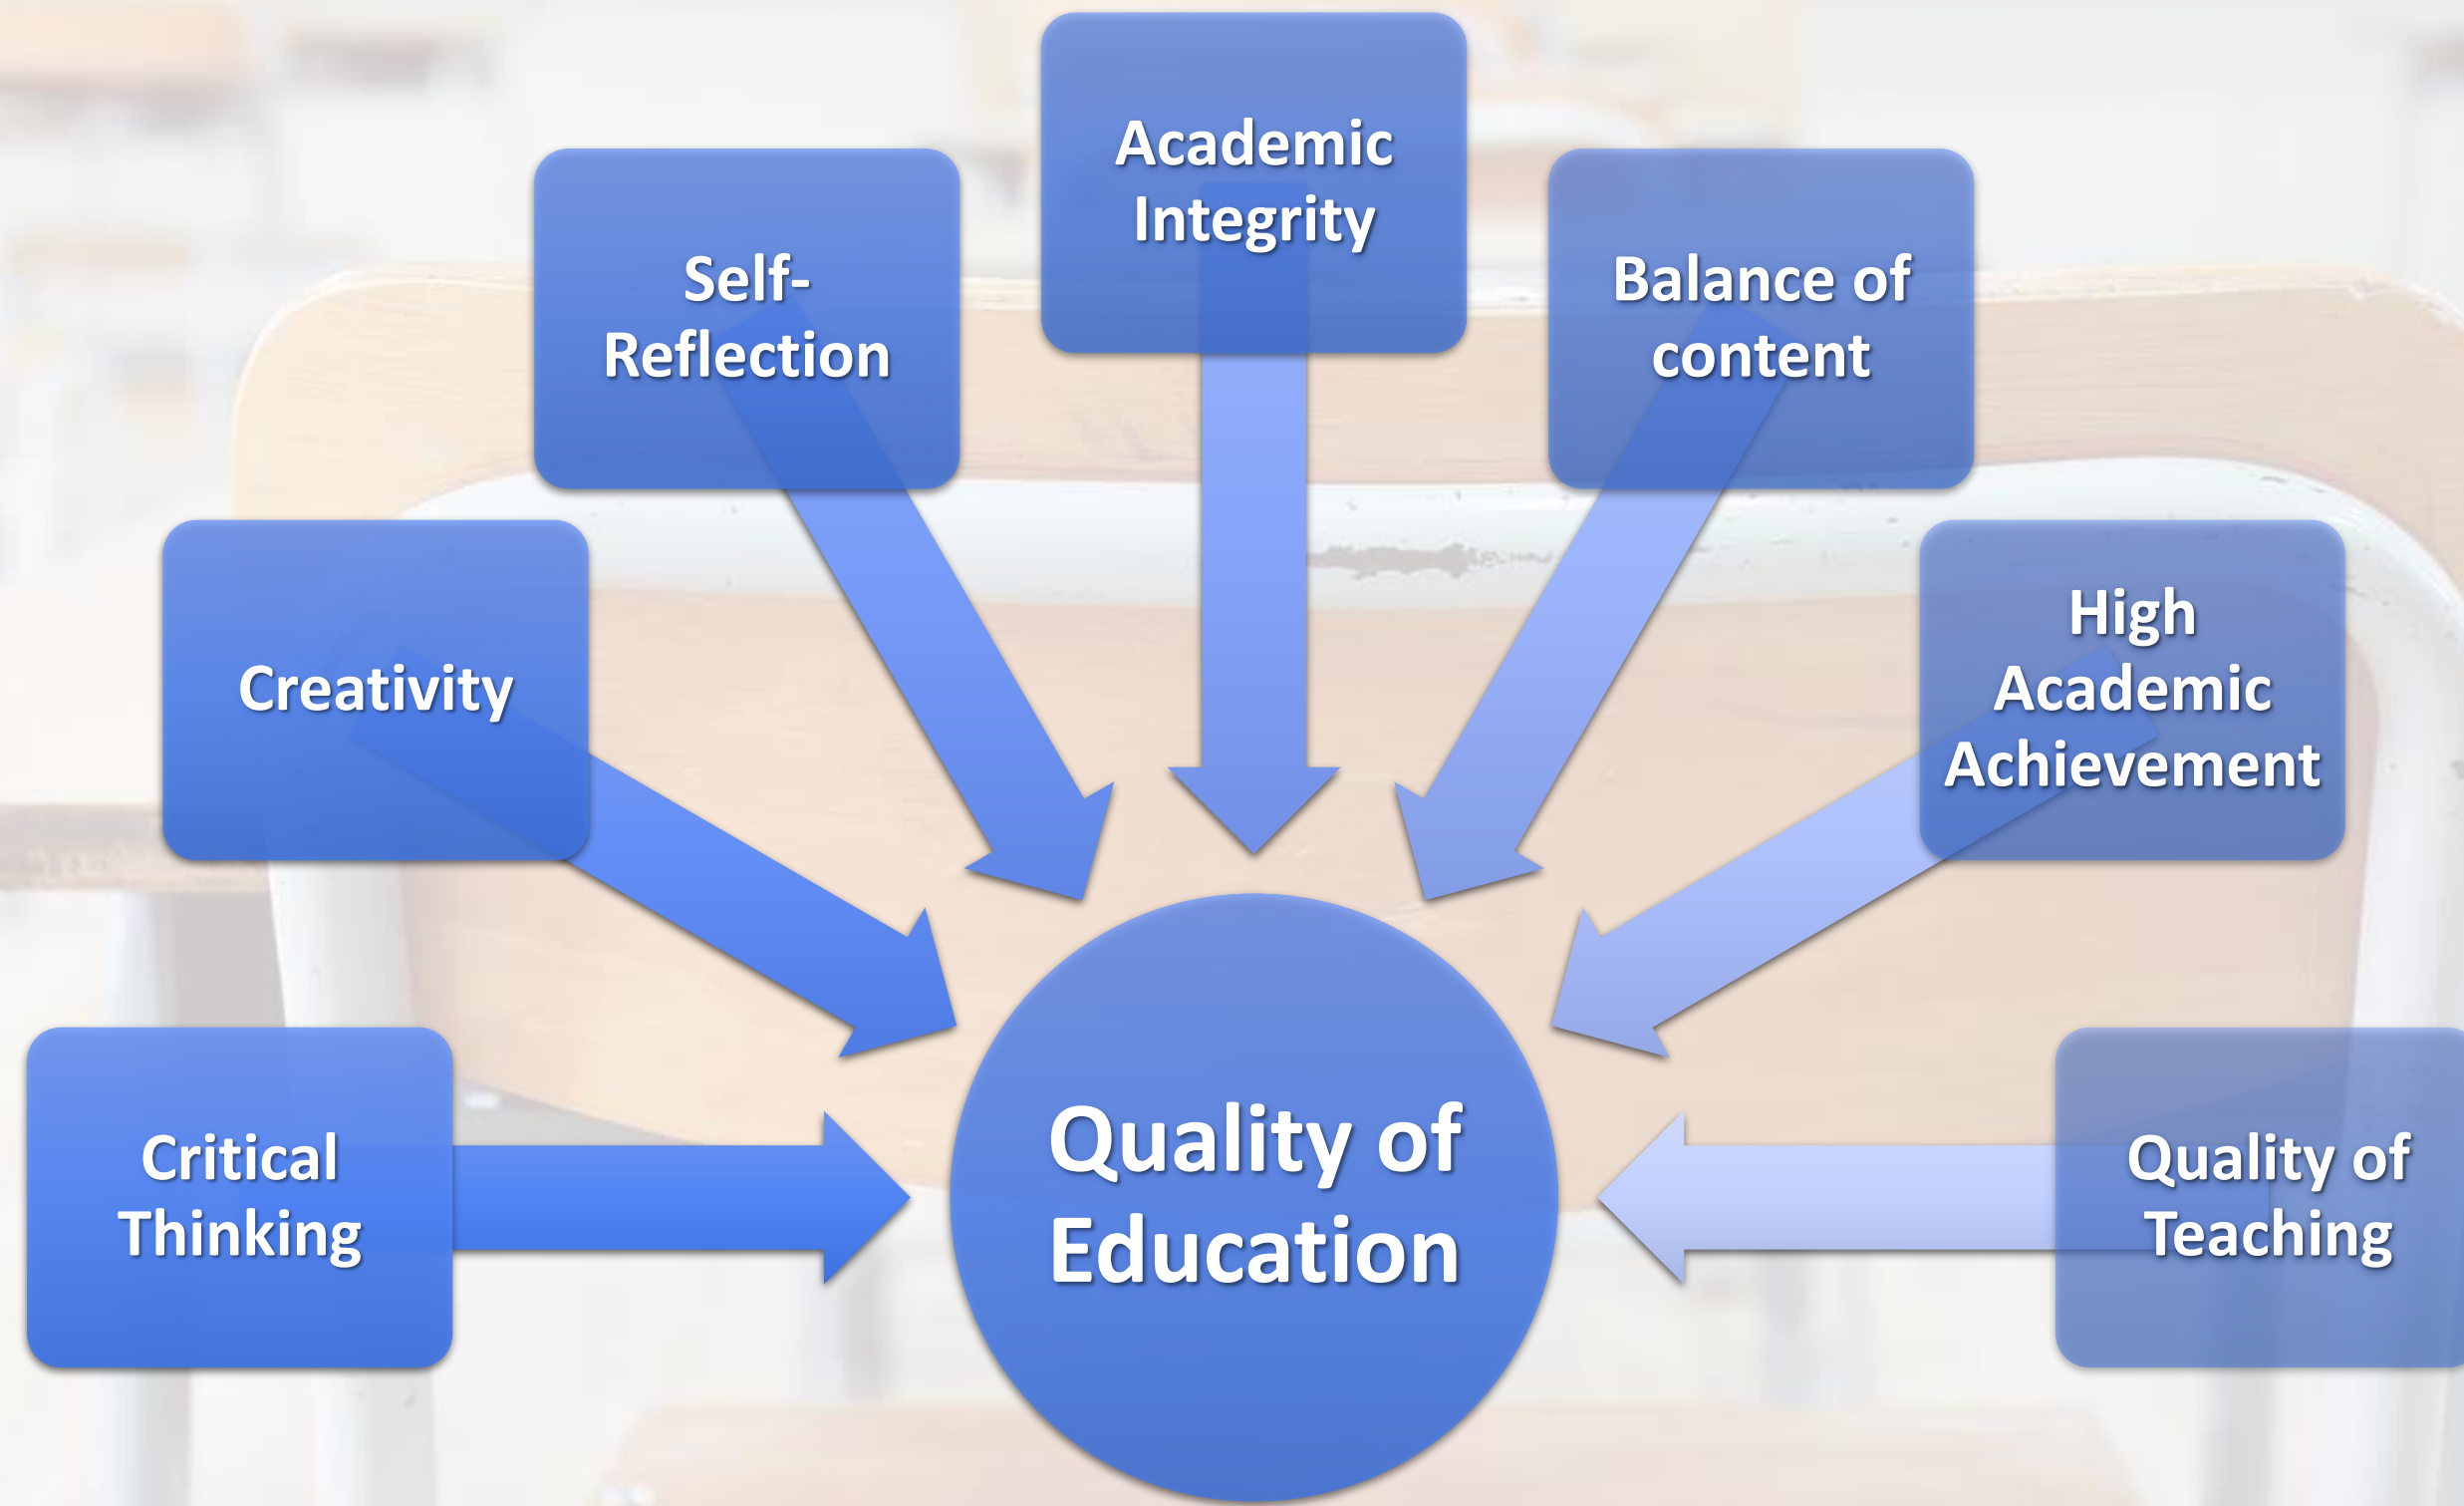 Academic
Integrity
Self-
Reflection
Balance of
content
Creativity
High
Academic
Achievement
Critical
Thinking
Quality of
Education
Quality of
Teaching